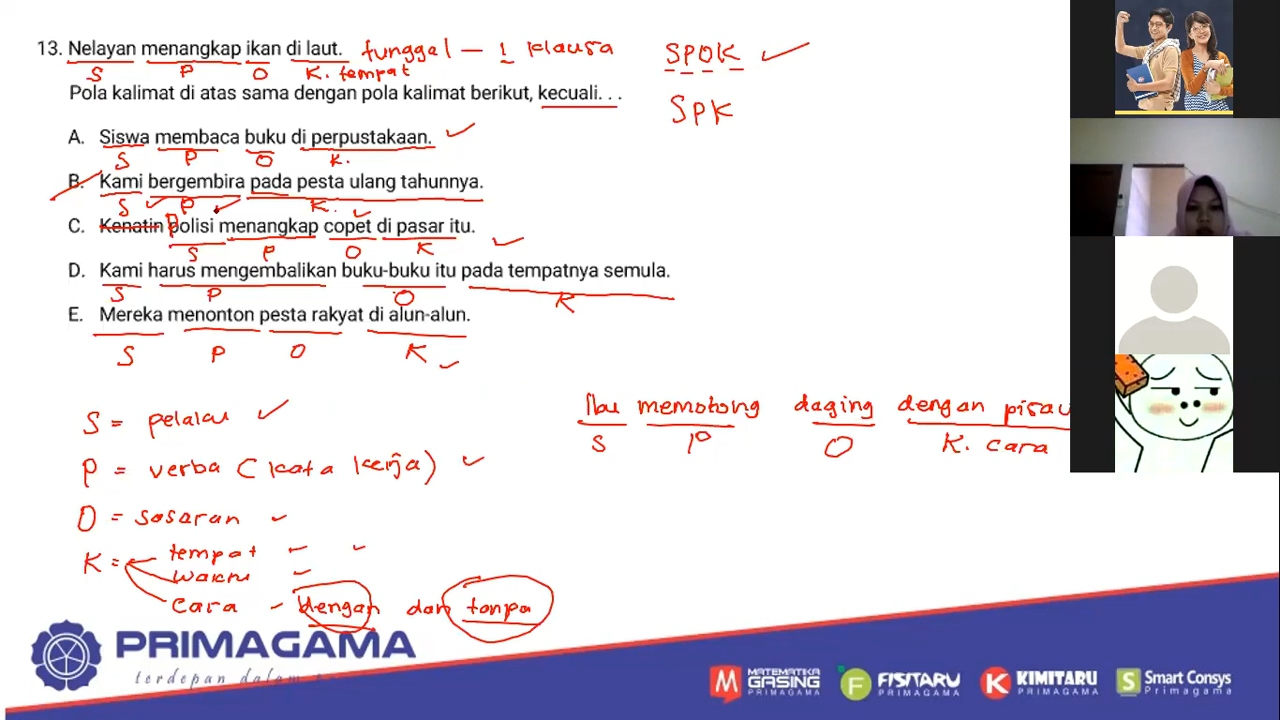 13. Nelayan menangkap ikan di laut. tunggal — 1 klausa SPOK
S P O K. tempat
Pola kalimat di atas sama dengan pola kalimat berikut, kecuali. . . SPK
A. Siswa membaca buku di perpustakaan.
S P O K.
B. Kami bergembira pada pesta ulang tahunnya.
S P K.
C. Kenatin polisi menangkap copet di pasar itu.
S P O K
D. Kami harus mengembalikan buku-buku itu pada tempatnya semula.
S P O K
E. Mereka menonton pesta rakyat di alun-alun.
S P O K
S = pelaku
Ibu memotong daging dengan pisau
S P O K. cara
P = verba (kata kerja)
O = sasaran
K = tempat
waktu
cara - dengan dan tanpa
PRIMAGAMA
terdepan dalam
MATEMATIKA GASING PRIMAGAMA
FISITARU PRIMAGAMA
KIMITARU PRIMAGAMA
Smart Consys Primagama